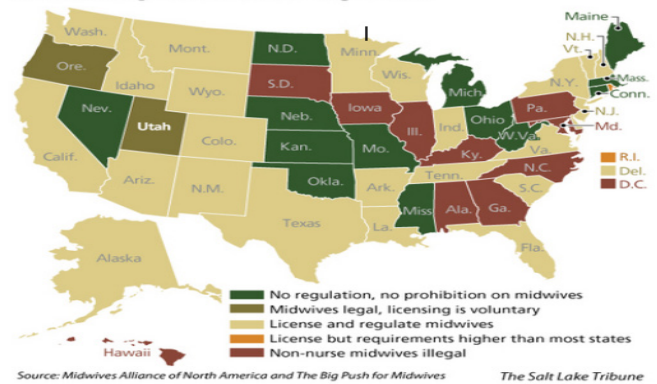 Maine
Wash.
N.D.
N.H.
Mont.
Minn.
Vt.
Ore.
S.D.
Wis.
Mass.
Idaho
N.Y.
Mich.
Conn.
Wyo.
Iowa
Pa.
N.J.
Nev.
Neb.
Ohio
Md.
Utah
Ill.
Ind.
W.Va.
Colo.
Kan.
Mo.
Va.
Calif.
Ky.
R.I.
N.C.
Del.
Okla.
Tenn.
Ariz.
N.M.
Ark.
S.C.
D.C.
Miss.
Ala.
Ga.
Texas
La.
Alaska
Fla.
Hawaii
No regulation, no prohibition on midwives
Midwives legal, licensing is voluntary
License and regulate midwives
License but requirements higher than most states
Non-nurse midwives illegal
Source: Midwives Alliance of North America and The Big Push for Midwives
The Salt Lake Tribune